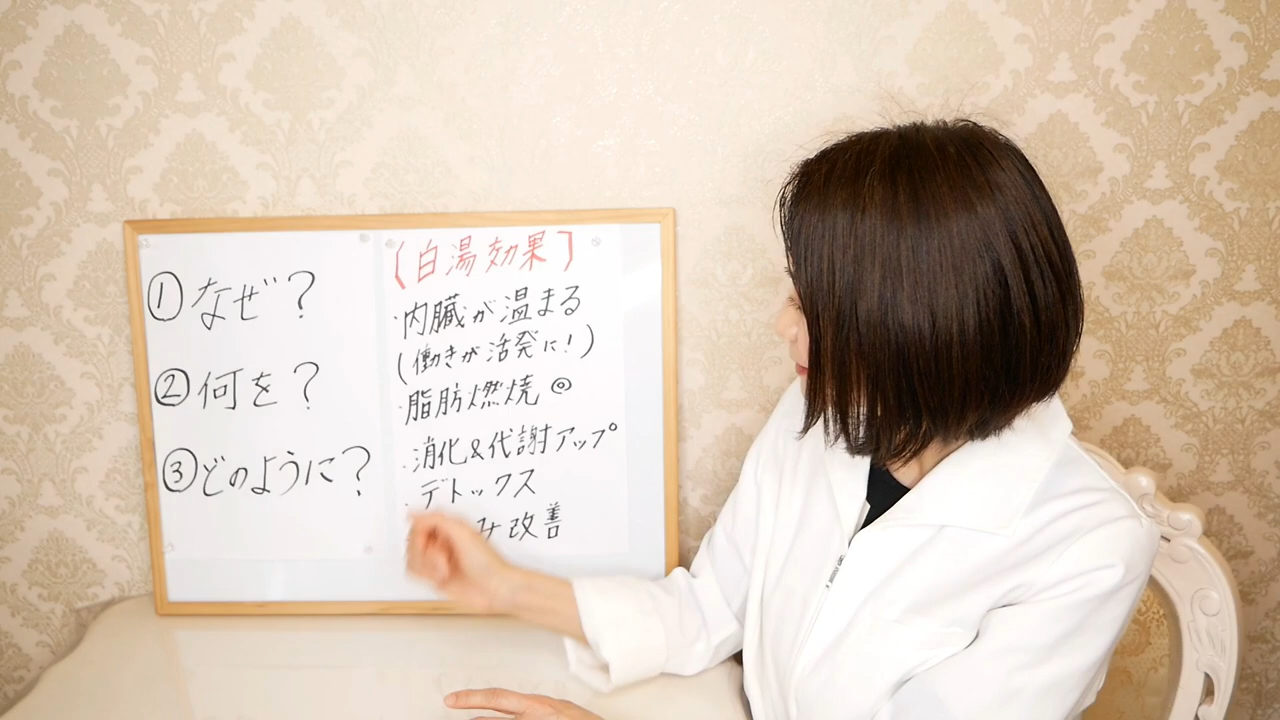 ①なぜ？
②何を？
③どのように？
【白湯効果】
・内臓が温まる
(働きが活発に!)
・脂肪燃焼◎
・消化&代謝アップ
・デトックス
み改善